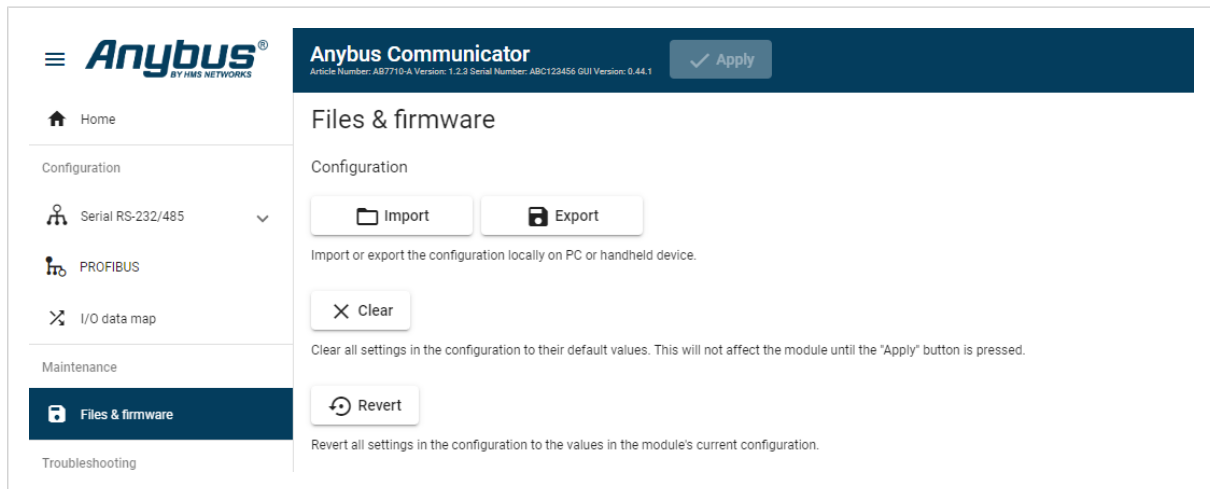 Anybus®
BY HMS NETWORKS
Anybus Communicator
Article Number: AB7710-A Version: 1.2.3 Serial Number: ABC123456 GUI Version: 0.44.1
Apply
Home
Configuration
Serial RS-232/485
PROFIBUS
I/O data map
Maintenance
Files & firmware
Troubleshooting
Files & firmware
Configuration
Import
Export
Import or export the configuration locally on PC or handheld device.
Clear
Clear all settings in the configuration to their default values. This will not affect the module until the "Apply" button is pressed.
Revert
Revert all settings in the configuration to the values in the module's current configuration.